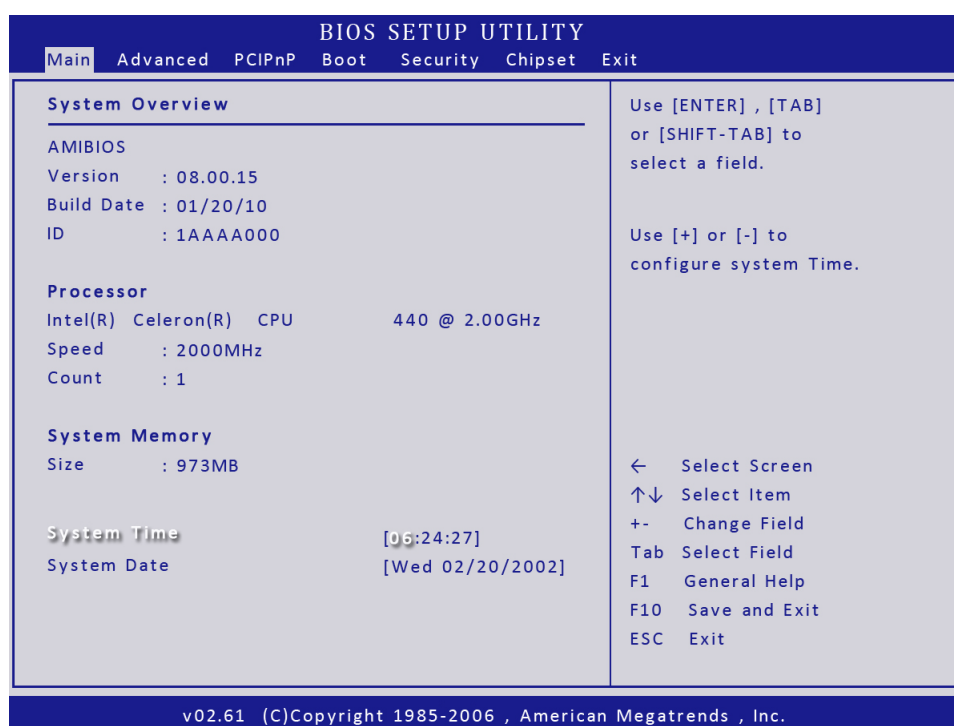 BIOS SETUP UTILITY
Main Advanced PCIPnP Boot Security Chipset Exit
System Overview
AMIBIOS
Version : 08.00.15
Build Date : 01/20/10
ID : 1AAAA000
Processor
Intel(R) Celeron(R) CPU 440 @ 2.00GHz
Speed : 2000MHz
Count : 1
System Memory
Size : 973MB
System Time [06:24:27]
System Date [Wed 02/20/2002]
Use [ENTER] , [TAB]
or [SHIFT-TAB] to
select a field.
Use [+] or [-] to
configure system Time.
← Select Screen
↑↓ Select Item
+- Change Field
Tab Select Field
F1 General Help
F10 Save and Exit
ESC Exit
v02.61 (C)Copyright 1985-2006 , American Megatrends , Inc.